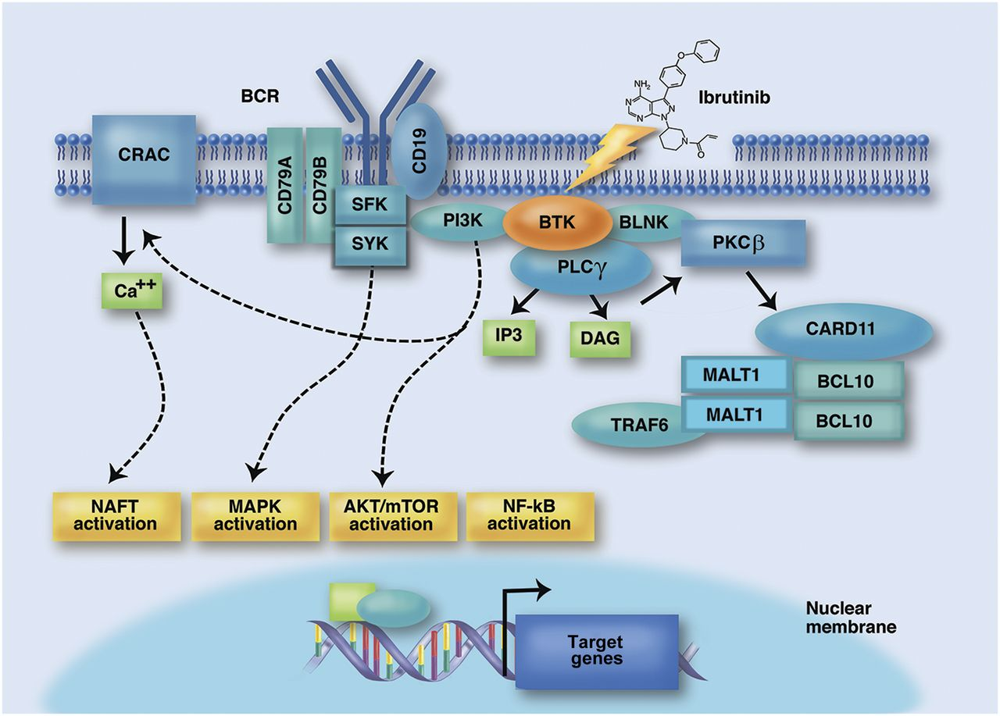 BCR
Ibrutinib
NH₂
N
N
N
N
N
O
O
CRAC
CD79A
CD79B
CD19
SFK
SYK
PI3K
BTK
BLNK
PKCβ
PLCγ
Ca++
IP3
DAG
CARD11
MALT1
BCL10
MALT1
BCL10
TRAF6
NAFT
activation
MAPK
activation
AKT/mTOR
activation
NF-kB
activation
Nuclear
membrane
Target
genes